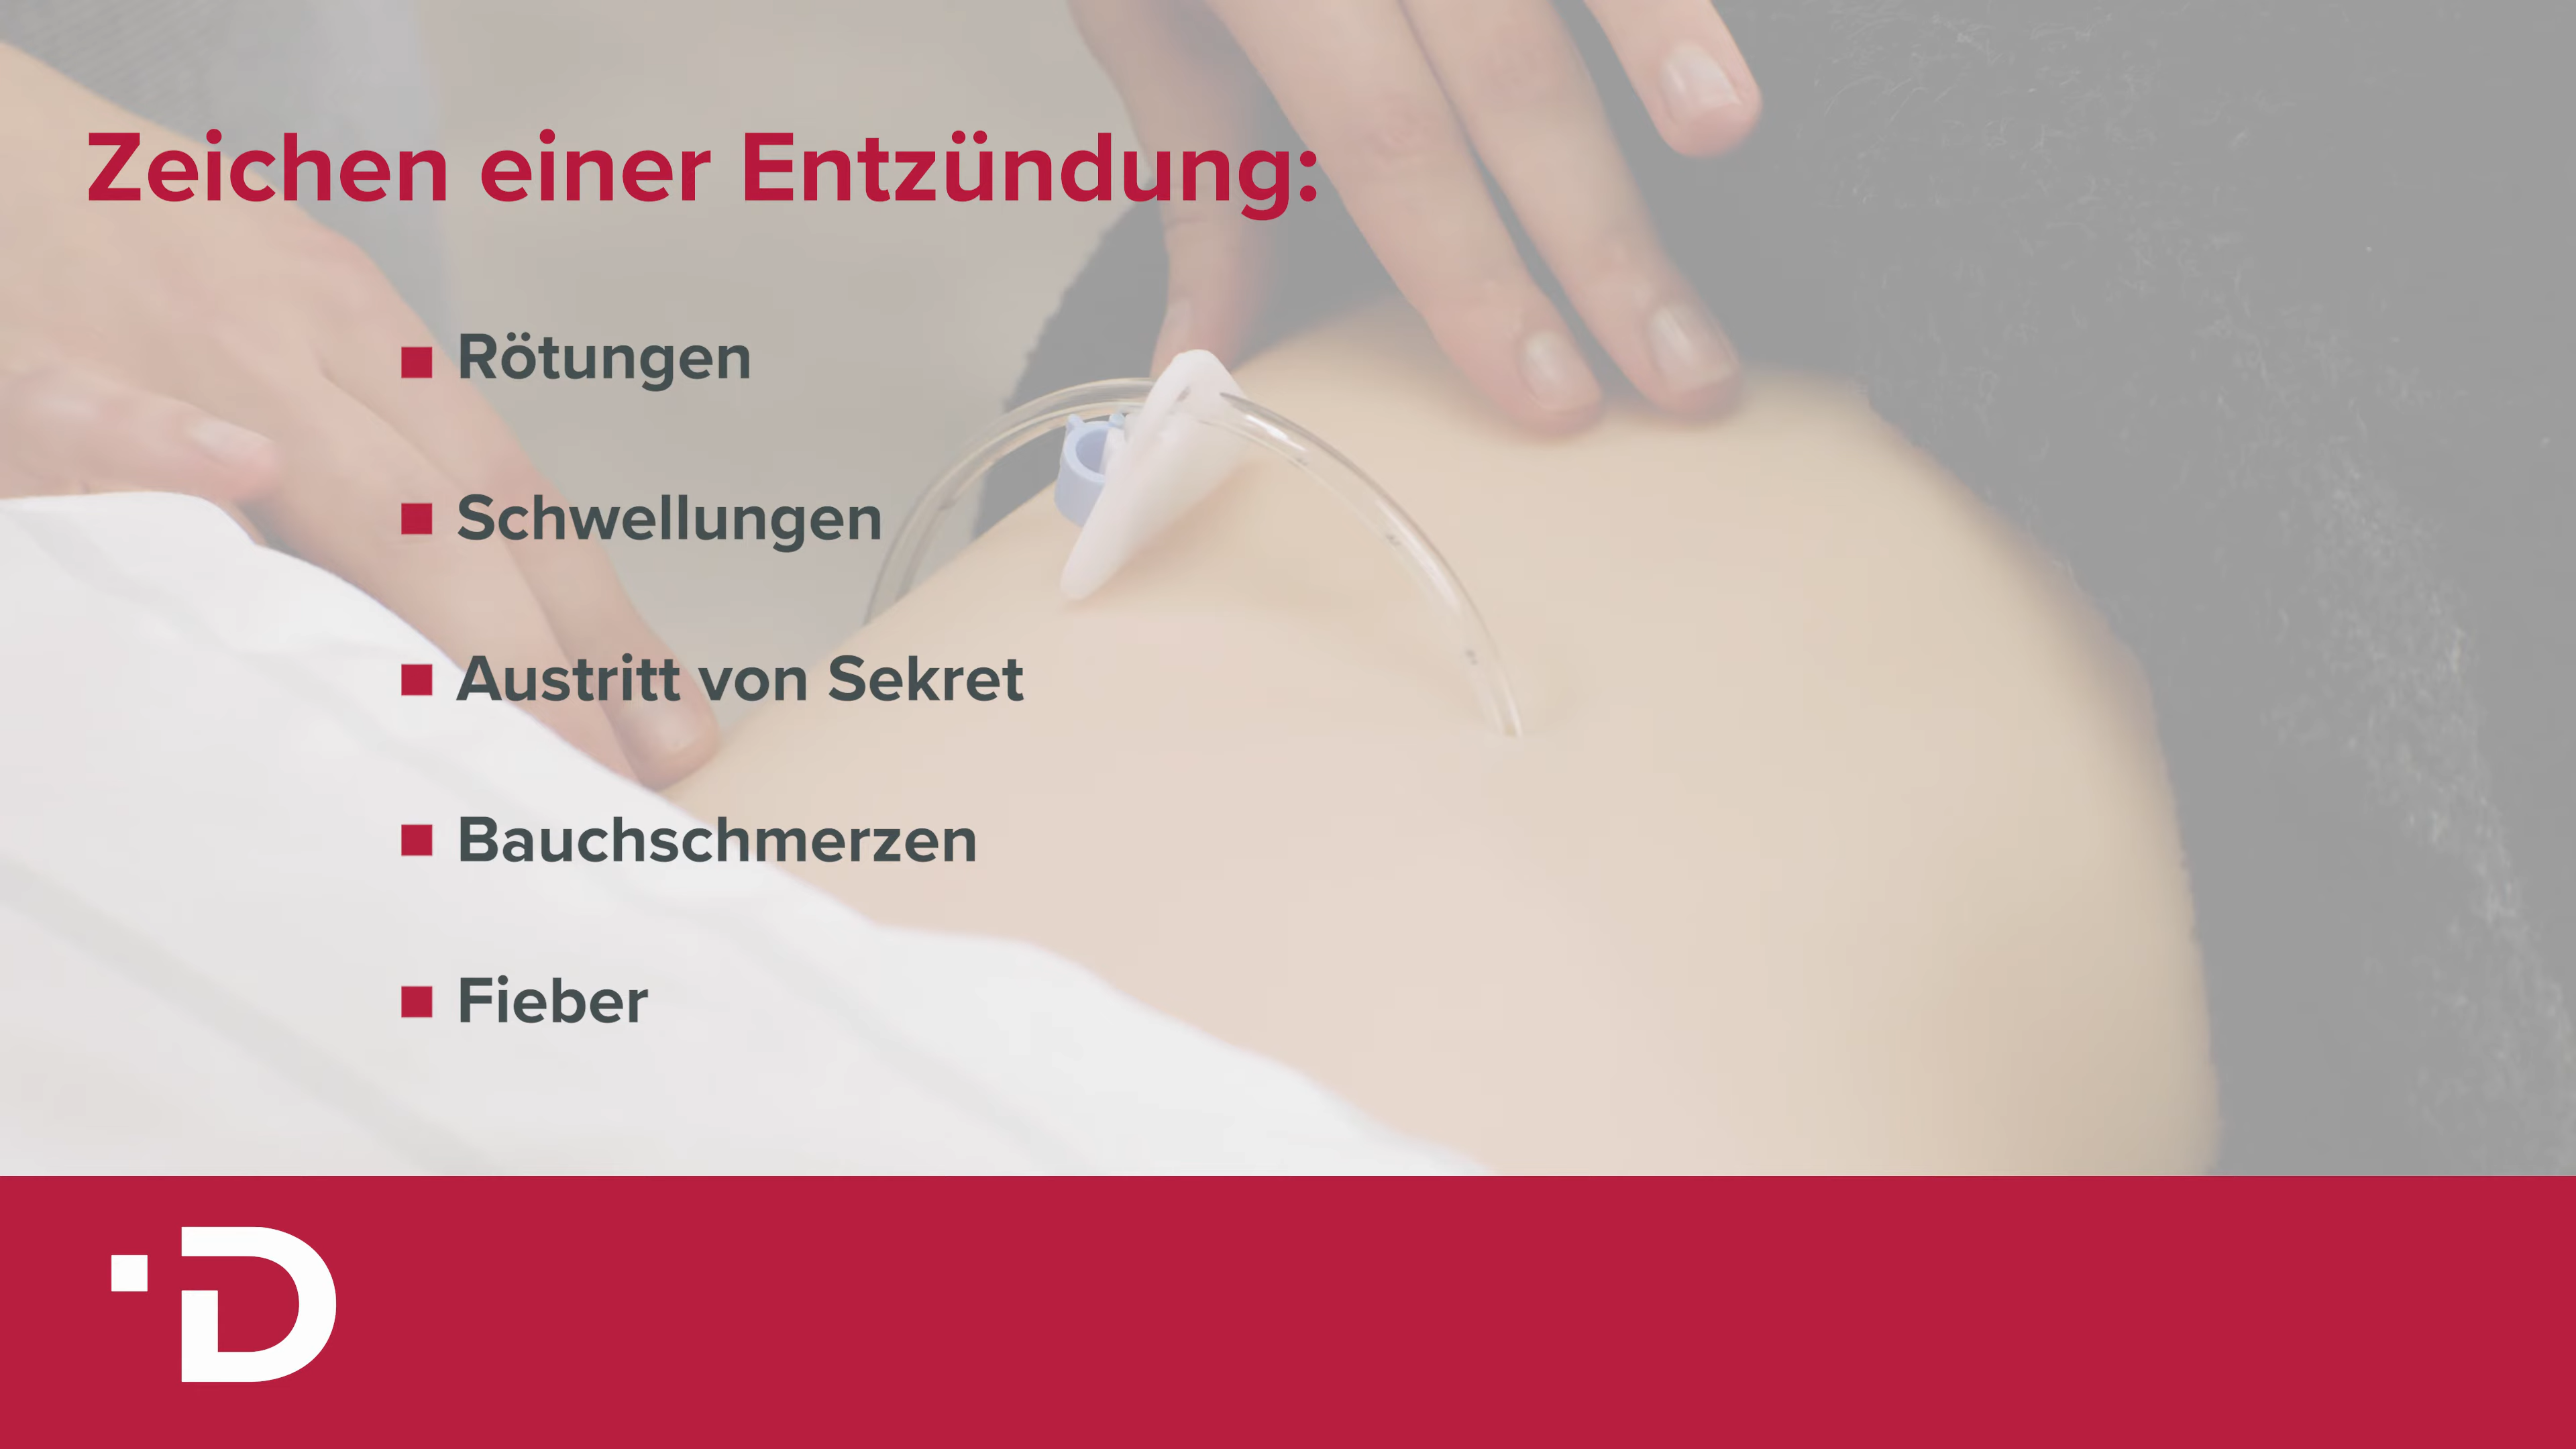 Zeichen einer Entzündung:
Rötungen
Schwellungen
Austritt von Sekret
Bauchschmerzen
Fieber
D